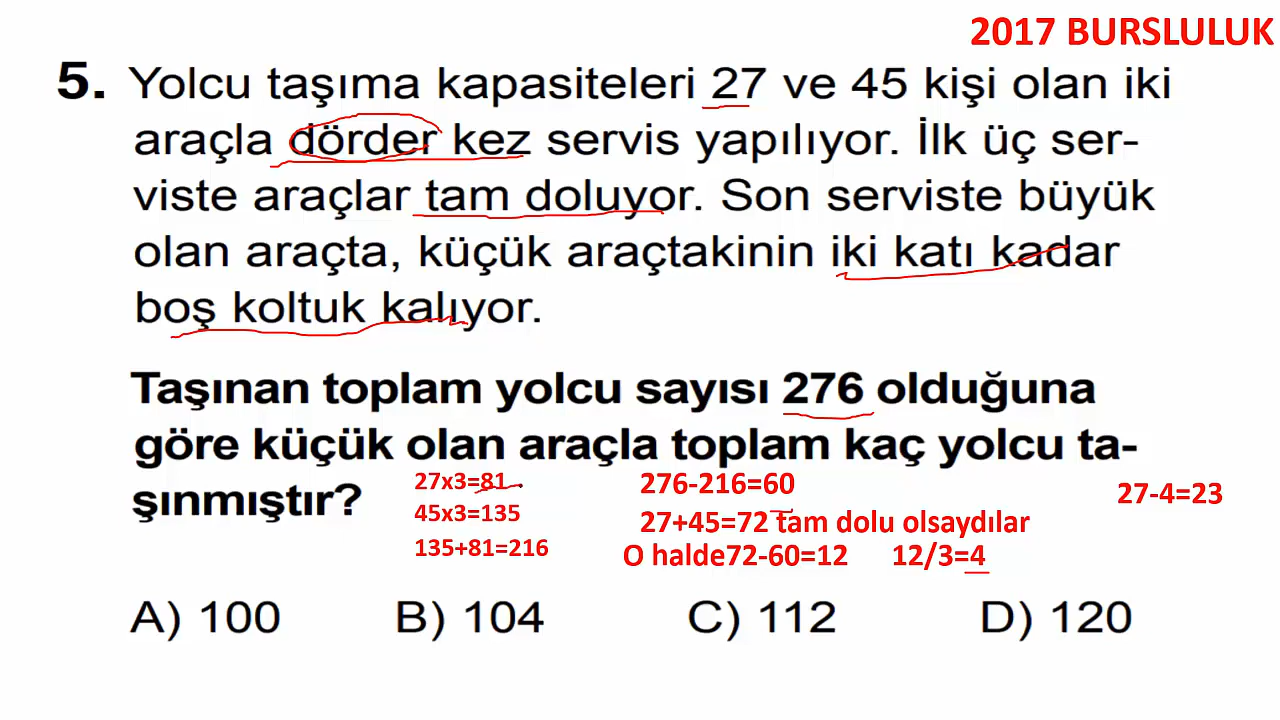 2017 BURSLULUK
5. Yolcu taşıma kapasiteleri 27 ve 45 kişi olan iki
araçla dörder kez servis yapılıyor. İlk üç ser-
viste araçlar tam doluyor. Son serviste büyük
olan araçta, küçük araçtakinin iki katı kadar
boş koltuk kalıyor.
Taşınan toplam yolcu sayısı 276 olduğuna
göre küçük olan araçla toplam kaç yolcu ta-
şınmıştır?
27x3=81
45x3=135
135+81=216
276-216=60
27+45=72 tam dolu olsaydılar
O halde72-60=12 12/3=4
27-4=23
A) 100 B) 104 C) 112 D) 120